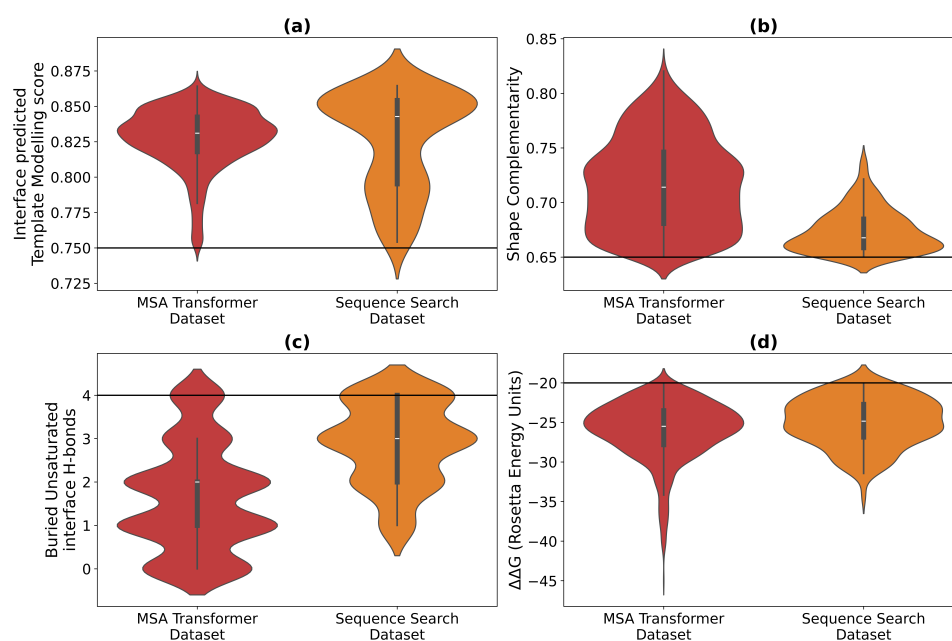 (a)
Interface predicted
Template Modelling score
0.875
0.850
0.825
0.800
0.775
0.750
0.725
MSA Transformer
Dataset
Sequence Search
Dataset
(b)
Shape Complementarity
0.85
0.80
0.75
0.70
0.65
MSA Transformer
Dataset
Sequence Search
Dataset
(c)
Buried Unsaturated
interface H-bonds
4
3
2
1
0
MSA Transformer
Dataset
Sequence Search
Dataset
(d)
ΔΔG (Rosetta Energy Units)
−20
−25
−30
−35
−40
−45
MSA Transformer
Dataset
Sequence Search
Dataset